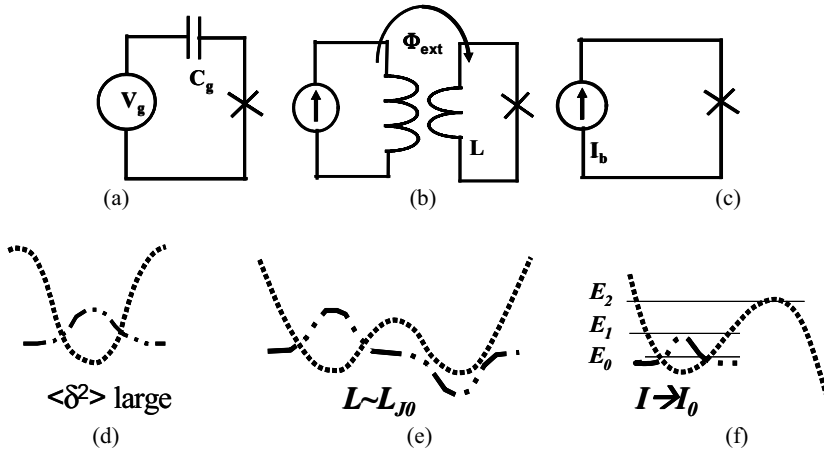 V_g
C_g
(a)
Φ_ext
L
(b)
I_b
(c)
<δ²> large
(d)
L~L_J0
(e)
E_2
E_1
E_0
I→I_0
(f)